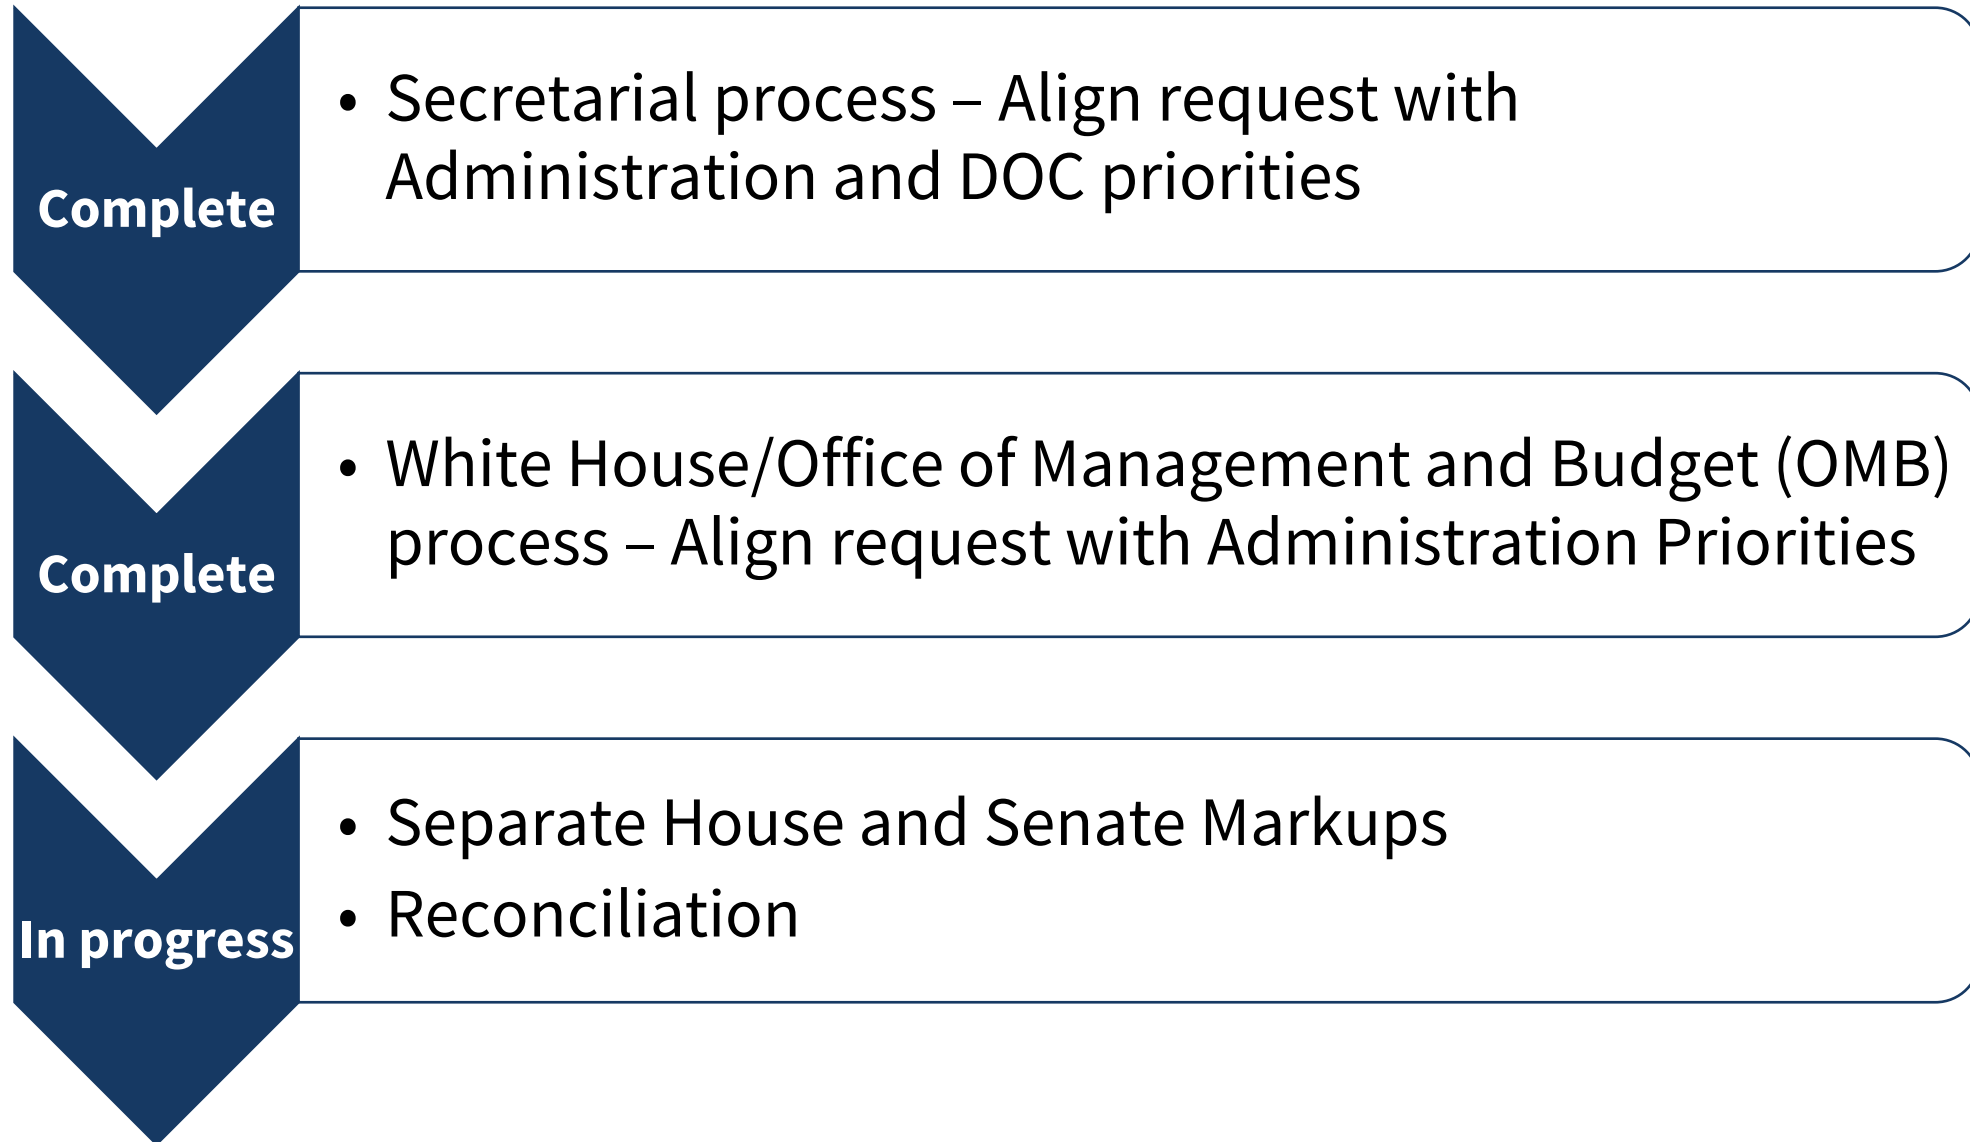 Complete
• Secretarial process – Align request with
Administration and DOC priorities
Complete
• White House/Office of Management and Budget (OMB)
process – Align request with Administration Priorities
In progress
• Separate House and Senate Markups
• Reconciliation